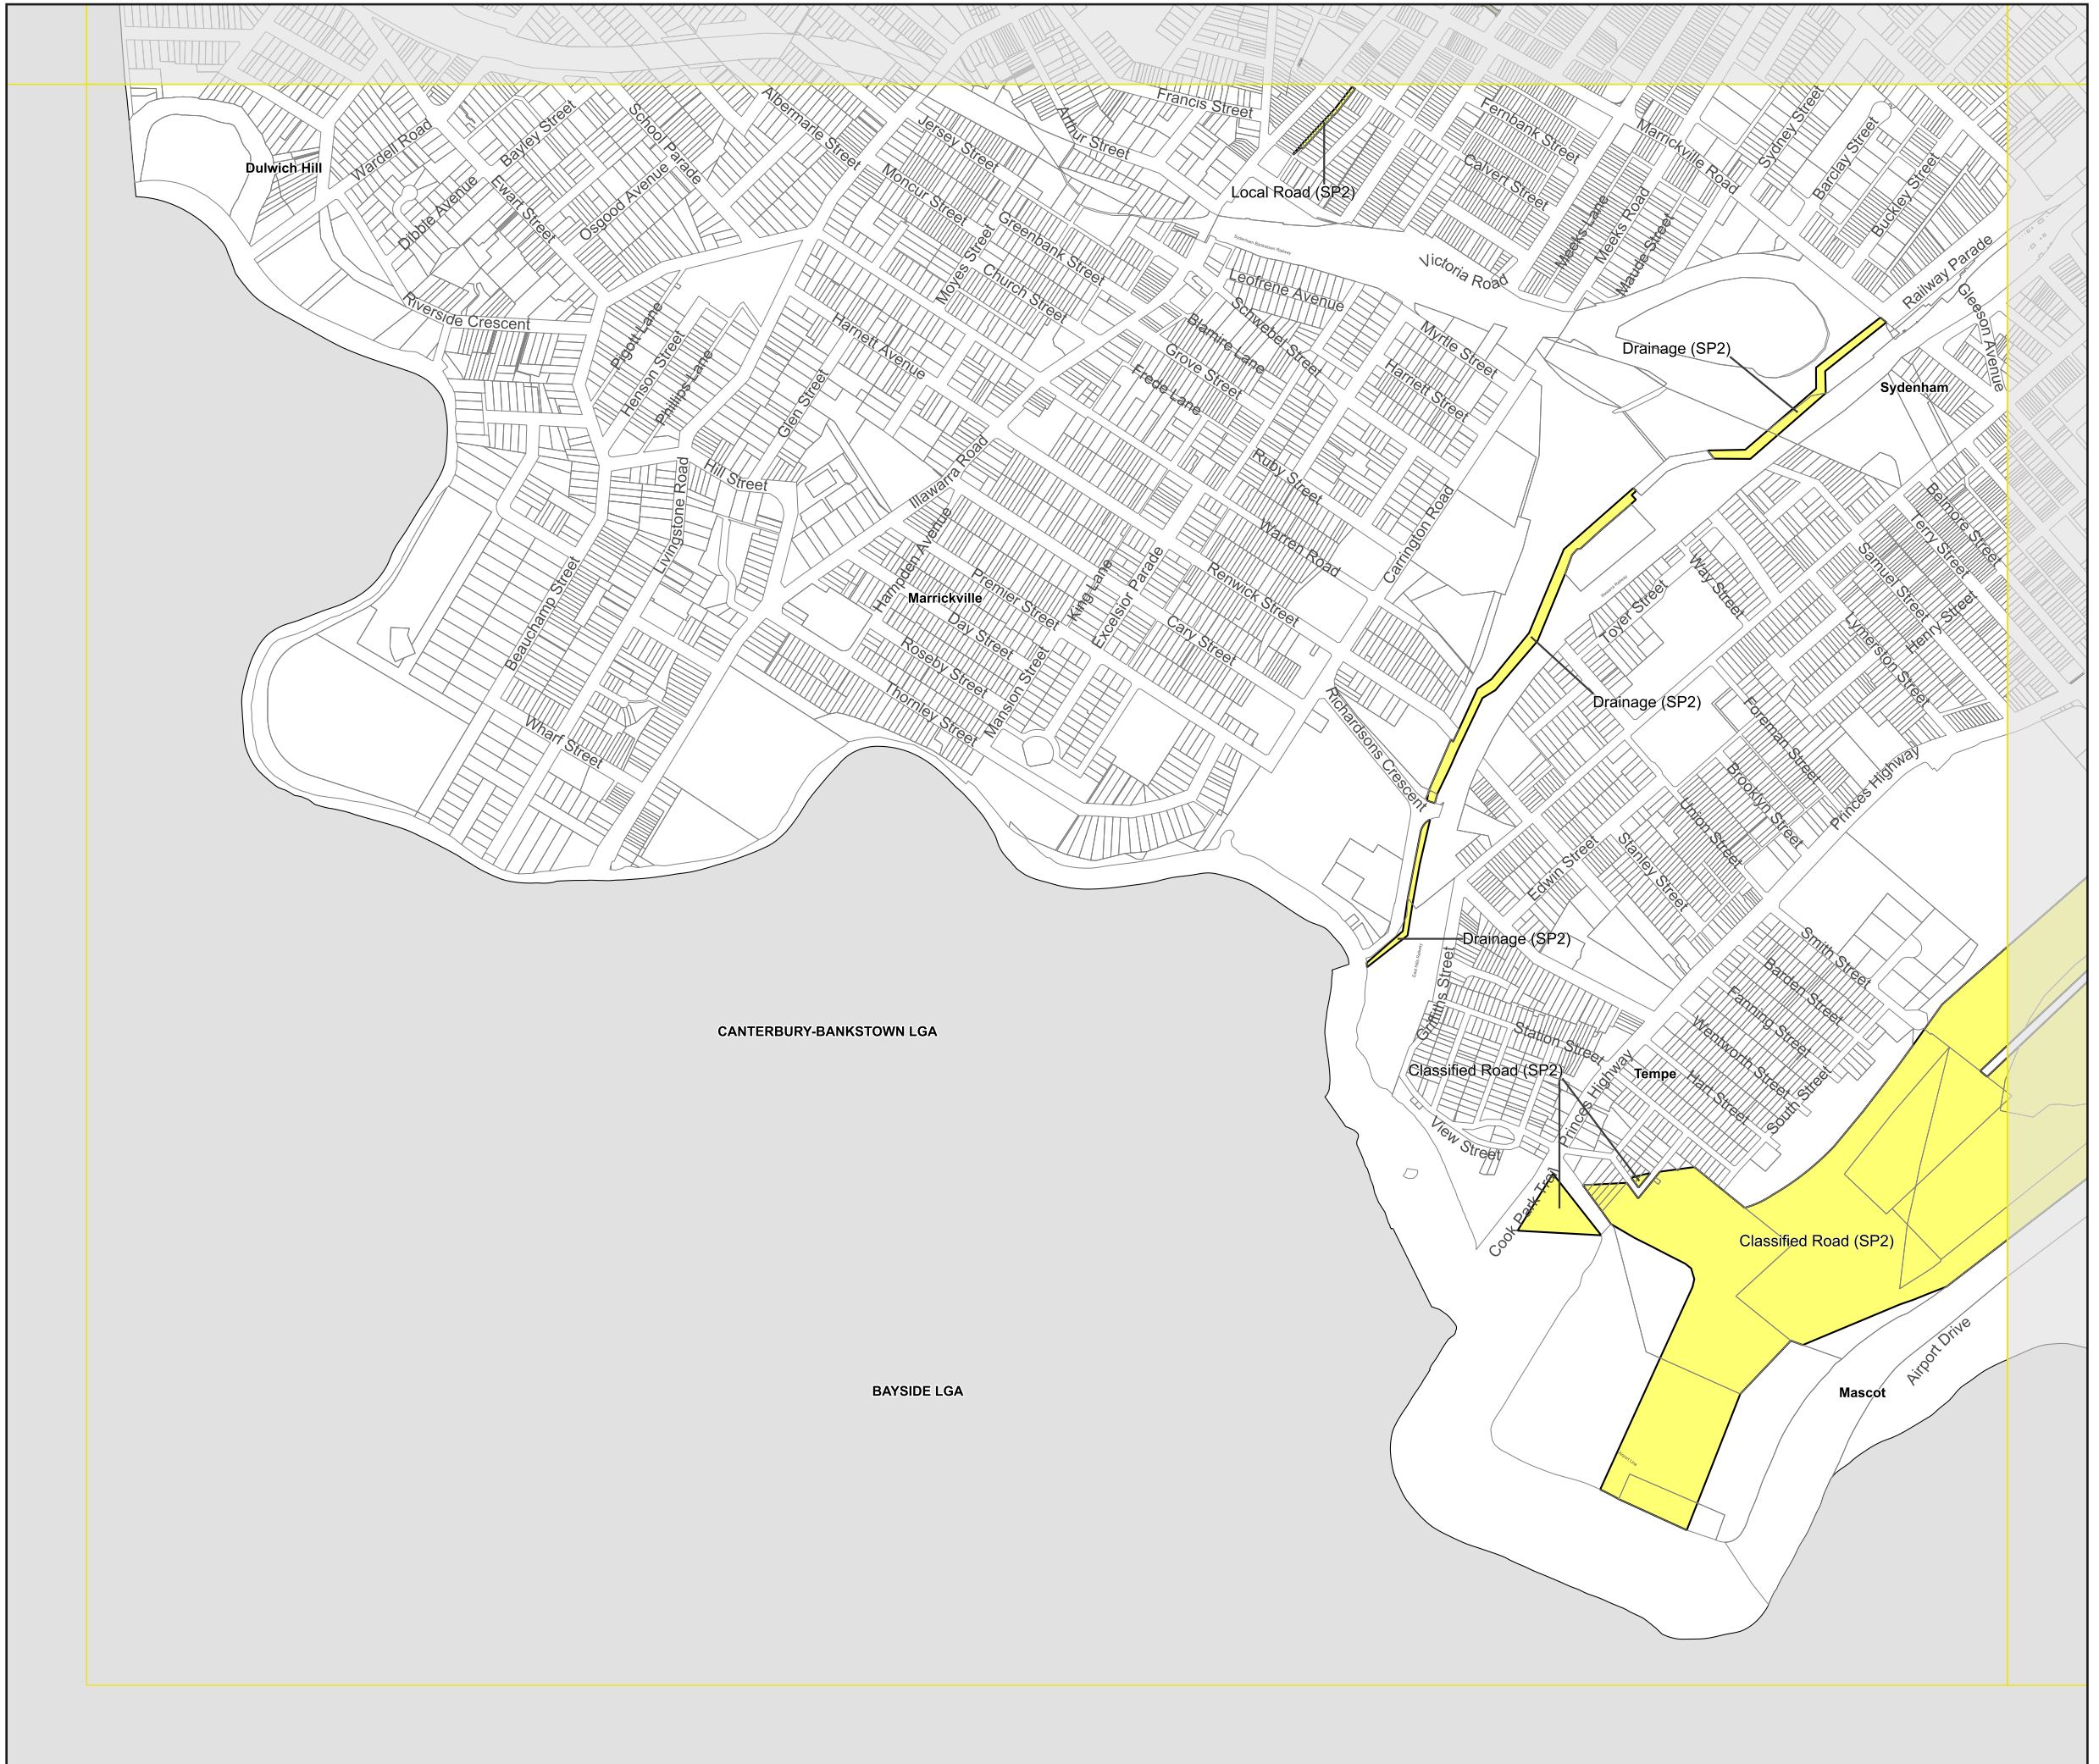 Francis Street
Albermarle Street
School Parade
Bayley Street
Arthur Street
Jersey Street
Fernbank Street
Marrickville Road
Sydney Street
Barclay Street
Wardell Road
Dulwich Hill
Local Road (SP2)
Calvert Street
Buckley Street
Moncur Street
Ewart Street
Osgood Avenue
Dibble Avenue
Greenbank Street
Moyes Street
Church Street
Sydenham Bankstown Railway
Leofrene Avenue
Victoria Road
Meeks Lane
Meeks Road
Maude Street
Railway Parade
Gleeson Avenue
Riverside Crescent
Pigott Lane
Henson Street
Phillips Lane
Harnett Avenue
Schwebel Street
Blamire Lane
Grove Street
Frede Lane
Myrtle Street
Harriett Street
Drainage (SP2)
Sydenham
Glen Street
Hill Street
Livingstone Road
Illawarra Road
Ruby Street
Warren Road
Carrington Road
Belmore Street
Terry Street
Samuel Street
Henry Street
Lymerston Street
Hampden Avenue
Marrickville
Premier Street
Day Street
Roseby Street
Thornley Street
Mansion Street
King Lane
Excelsior Parade
Renwick Street
Cary Street
Way Street
Toyer Street
Illawarra Railway
Beauchamp Street
Wharf Street
Richardsons Crescent
Drainage (SP2)
Foreman Street
Brooklyn Street
Princes Highway
Union Street
Stanley Street
Edwin Street
Drainage (SP2)
East Hills Railway
Griffiths Street
Smith Street
Barden Street
Fanning Street
Wentworth Street
Hart Street
South Street
CANTERBURY-BANKSTOWN LGA
Station Street
Classified Road (SP2)
Princes Highway
Tempe
View Street
Cook Park Trail
Classified Road (SP2)
Airport Drive
BAYSIDE LGA
Mascot
Airport Line